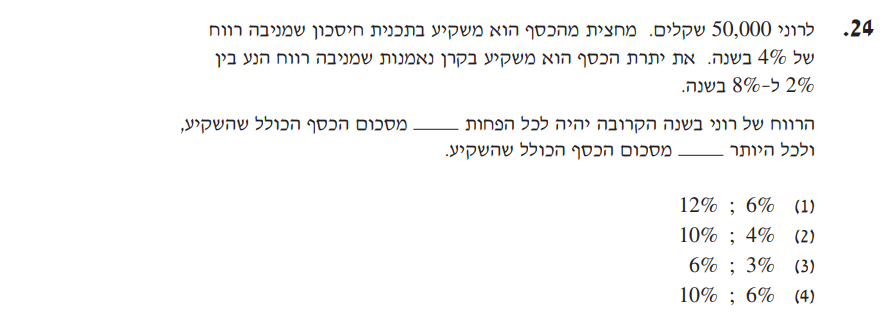 .24 לרוני 50,000 שקלים. מחצית מהכסף הוא משקיע בתכנית חיסכון שמניבה רווח
של 4% בשנה. את יתרת הכסף הוא משקיע בקרן נאמנות שמניבה רווח הנע בין
2% ל-8% בשנה.
הרווח של רוני בשנה הקרובה יהיה לכל הפחות _____ מסכום הכסף הכולל שהשקיע,
ולכל היותר _____ מסכום הכסף הכולל שהשקיע.
(1) 6% ; 12%
(2) 4% ; 10%
(3) 3% ; 6%
(4) 6% ; 10%